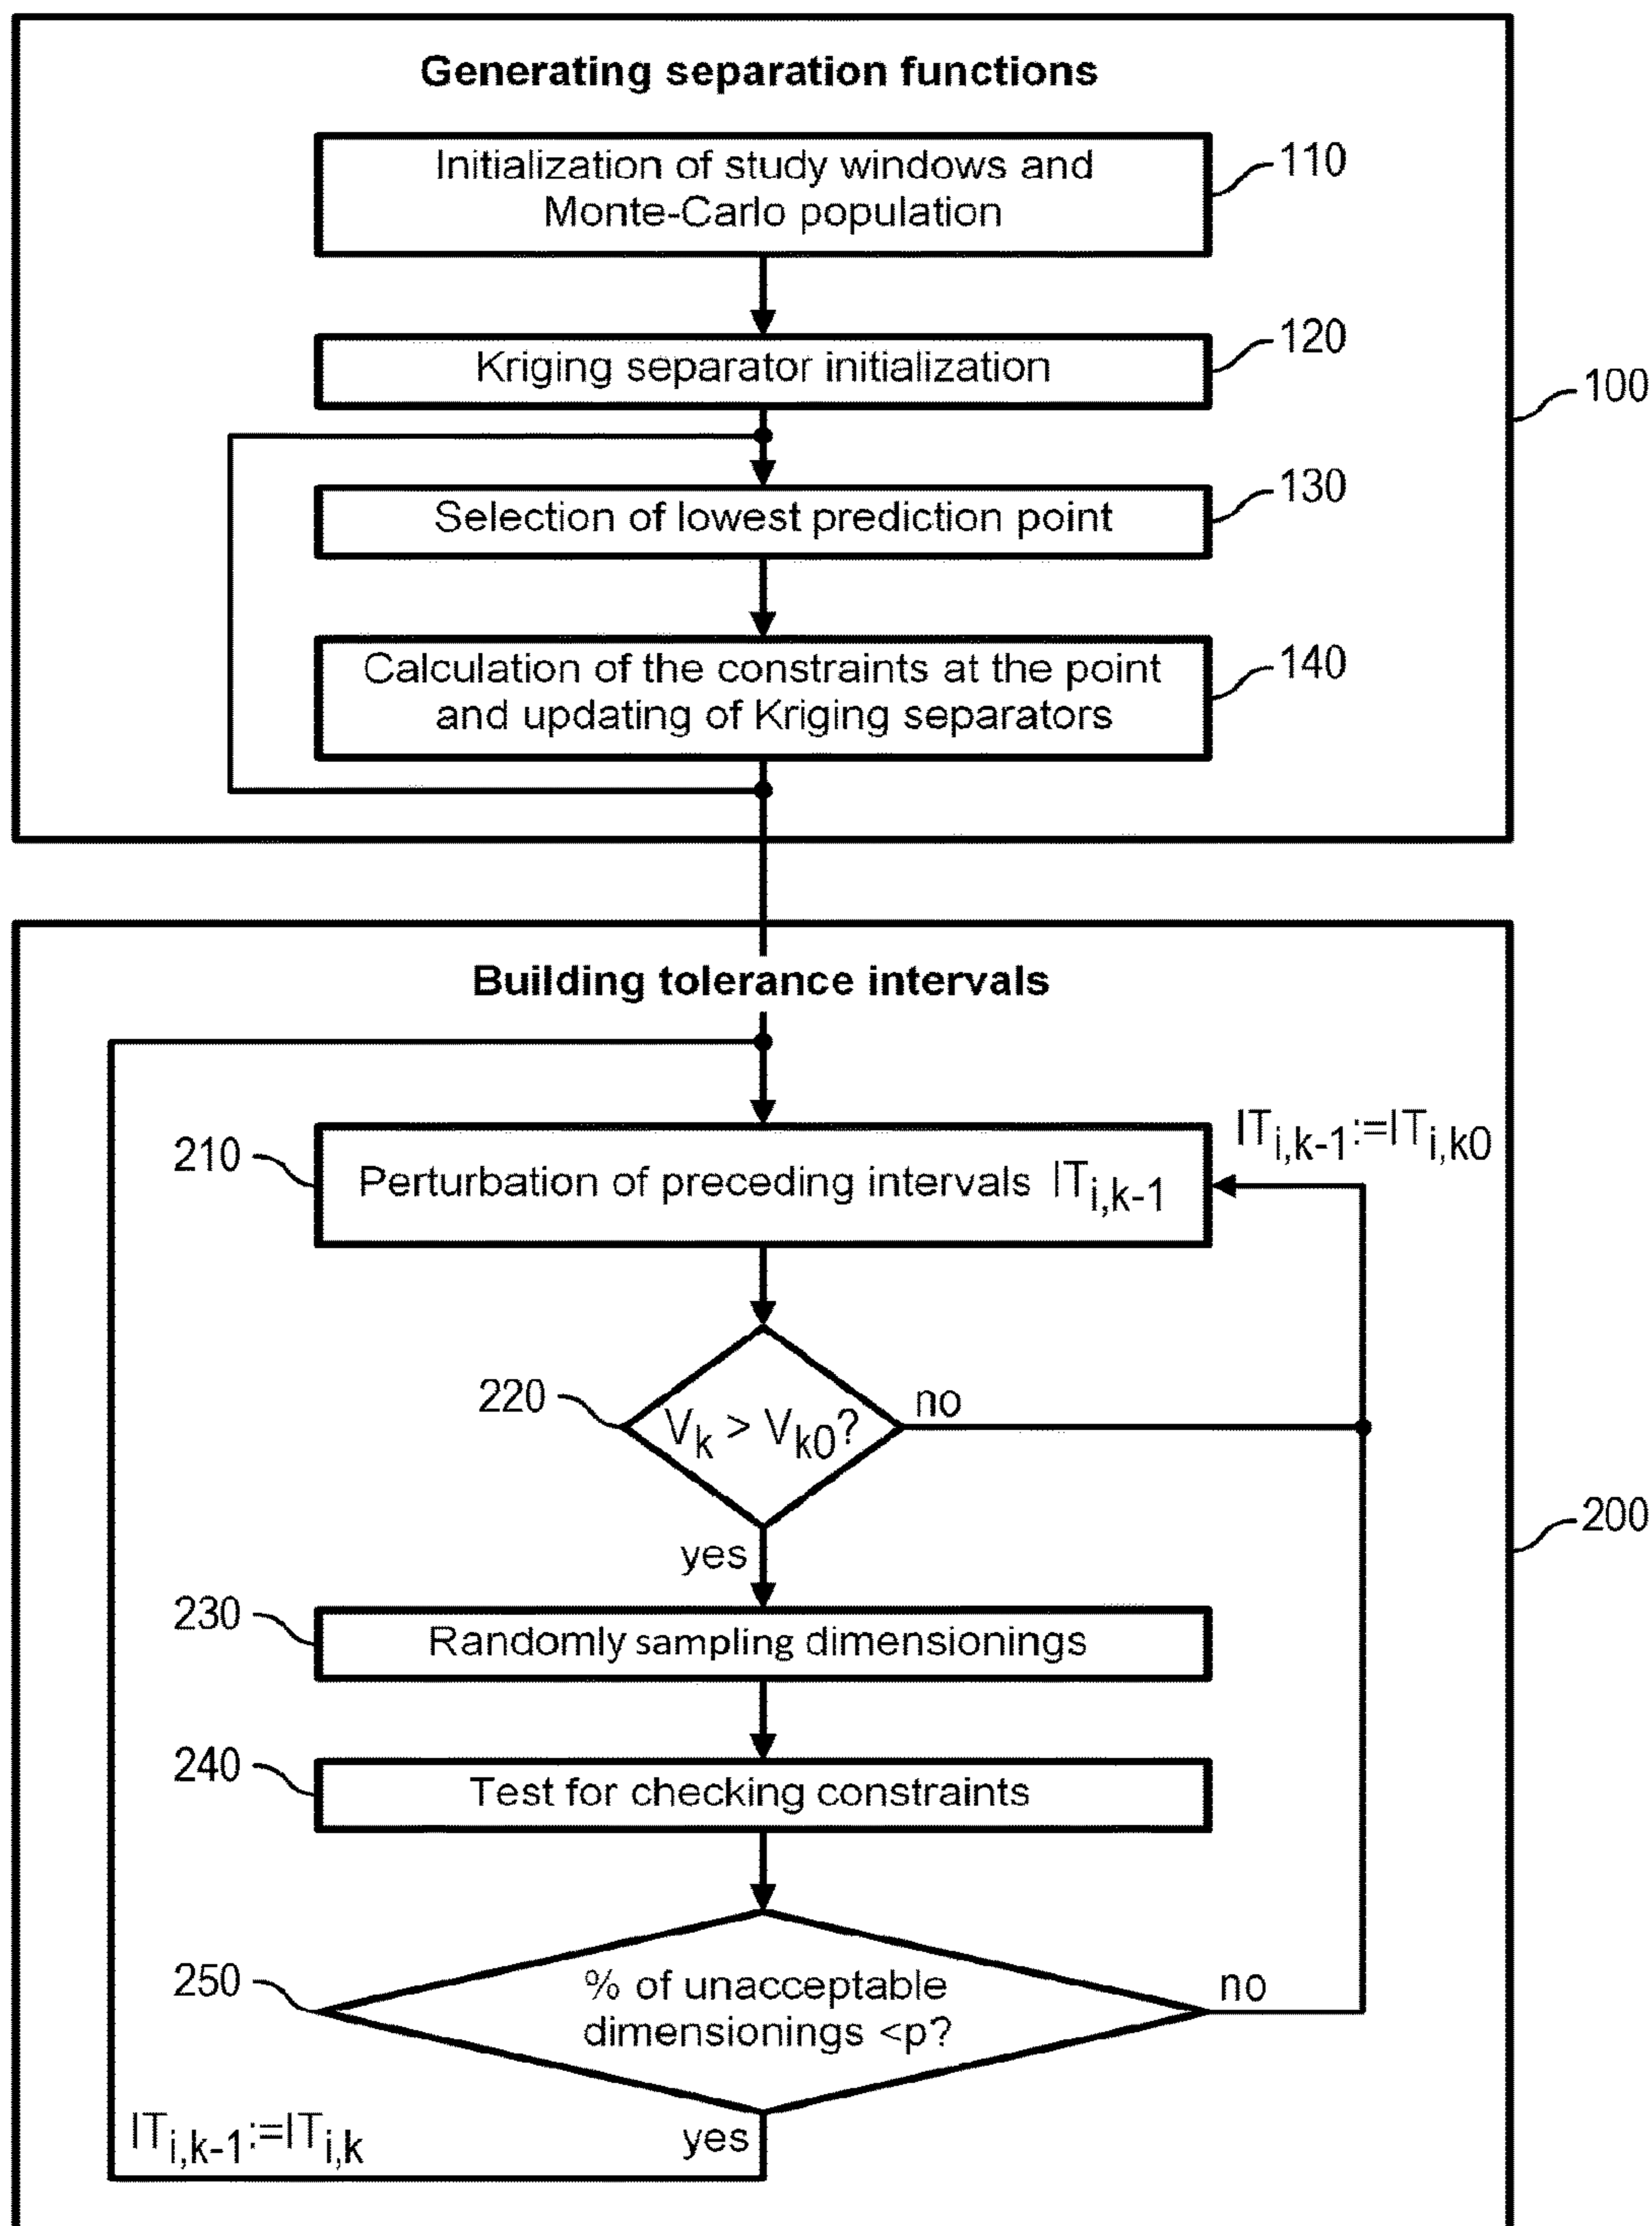 Generating separation functions
Initialization of study windows and
Monte-Carlo population
110
Kriging separator initialization
120
100
Selection of lowest prediction point
130
Calculation of the constraints at the point
and updating of Kriging separators
140
Building tolerance intervals
ITi,k-1:=ITi,k0
210
Perturbation of preceding intervals ITi,k-1
220
Vk > Vk0?
no
yes
200
230
Randomly sampling dimensionings
240
Test for checking constraints
250
% of unacceptable
dimensionings <p?
no
yes
ITi,k-1:=ITi,k